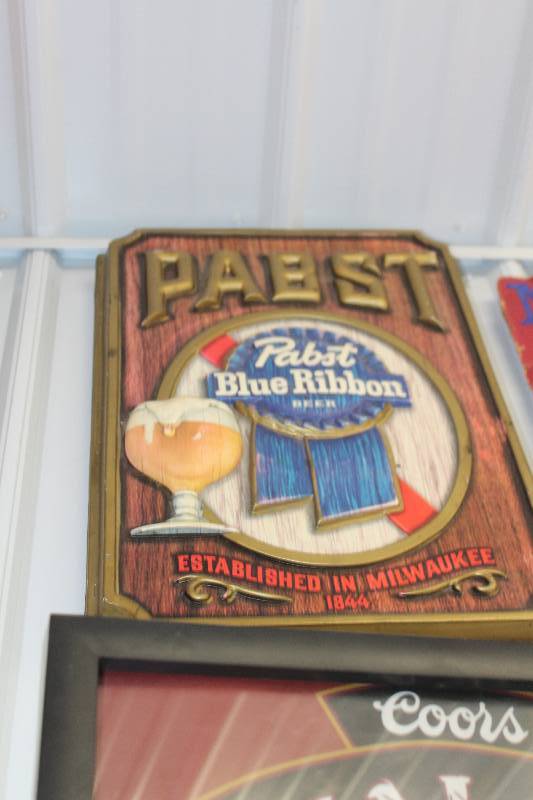 PABST
Pabst
Blue Ribbon
BEER
ESTABLISHED IN MILWAUKEE
1844
Coors